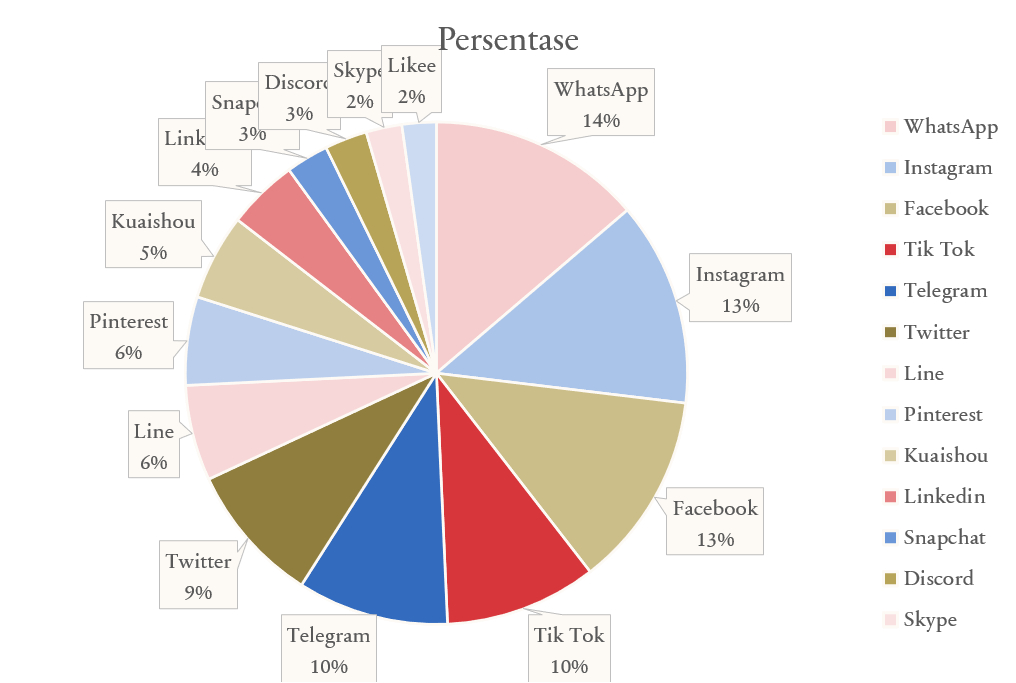 Persentase
WhatsApp
14%
Instagram
13%
Facebook
13%
Tik Tok
10%
Telegram
10%
Twitter
9%
Line
6%
Pinterest
6%
Kuaishou
5%
Link
4%
Snap
3%
Discord
3%
Skype
2%
Likee
2%
WhatsApp
Instagram
Facebook
Tik Tok
Telegram
Twitter
Line
Pinterest
Kuaishou
Linkedin
Snapchat
Discord
Skype